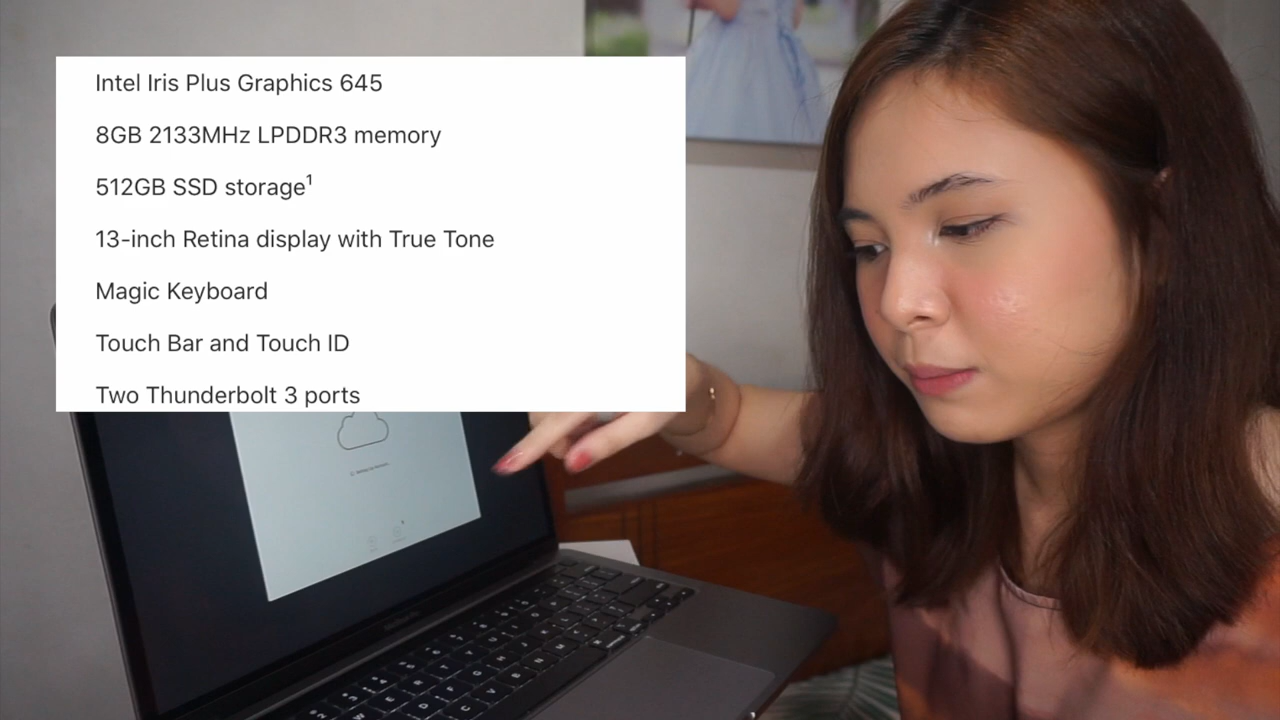 Intel Iris Plus Graphics 645
8GB 2133MHz LPDDR3 memory
512GB SSD storage¹
13-inch Retina display with True Tone
Magic Keyboard
Touch Bar and Touch ID
Two Thunderbolt 3 ports